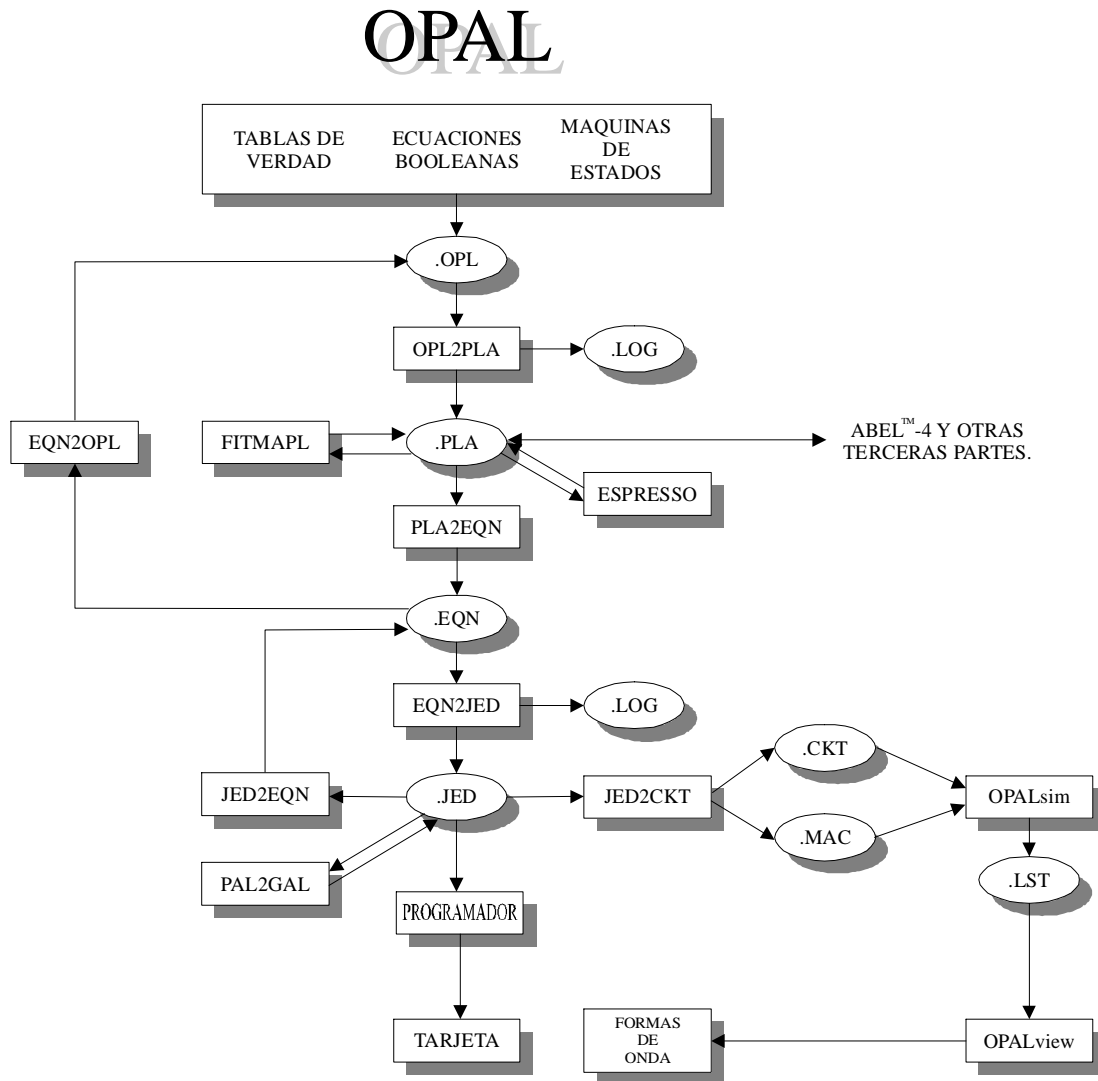 OPAL
TABLAS DE
VERDAD
ECUACIONES
BOOLEANAS
MAQUINAS
DE
ESTADOS
.OPL
OPL2PLA
.LOG
EQN2OPL
FITMAPL
.PLA
ABEL™-4 Y OTRAS
TERCERAS PARTES.
ESPRESSO
PLA2EQN
.EQN
EQN2JED
.LOG
.CKT
JED2EQN
.JED
JED2CKT
OPALsim
.MAC
PAL2GAL
.LST
PROGRAMADOR
TARJETA
FORMAS
DE
ONDA
OPALview